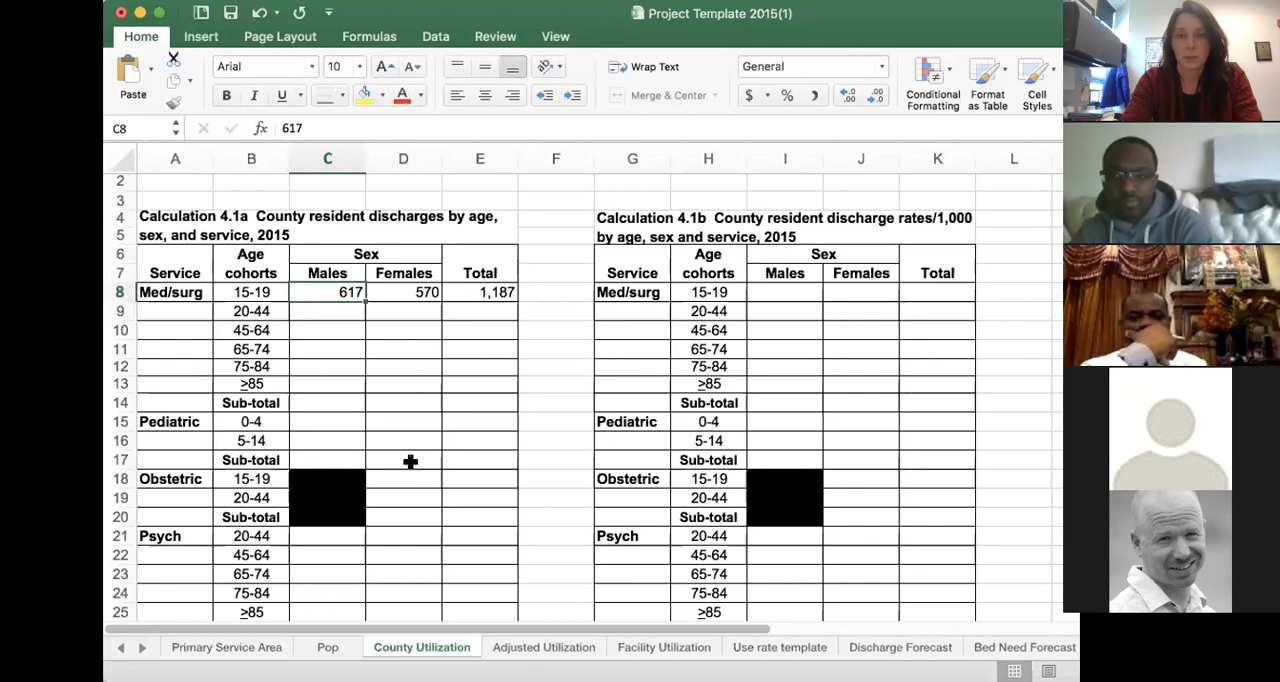 Project Template 2015(1)
Home Insert Page Layout Formulas Data Review View
Paste Arial 10 A A Wrap Text General
B I U A Merge & Center $ % Conditional Formatting Format as Table Cell Styles
C8 fx 617
A B C D E F G H I J K L
2
3
4 Calculation 4.1a County resident discharges by age, Calculation 4.1b County resident discharge rates/1,000
5 sex, and service, 2015 by age, sex and service, 2015
6 Age Sex Age Sex
7 Service cohorts Males Females Total Service cohorts Males Females Total
8 Med/surg 15-19 617 570 1,187 Med/surg 15-19
9 20-44 20-44
10 45-64 45-64
11 65-74 65-74
12 75-84 75-84
13 ≥85 ≥85
14 Sub-total Sub-total
15 Pediatric 0-4 Pediatric 0-4
16 5-14 5-14
17 Sub-total Sub-total
18 Obstetric 15-19 Obstetric 15-19
19 20-44 20-44
20 Sub-total Sub-total
21 Psych 20-44 Psych 20-44
22 45-64 45-64
23 65-74 65-74
24 75-84 75-84
25 ≥85 ≥85
Primary Service Area Pop County Utilization Adjusted Utilization Facility Utilization Use rate template Discharge Forecast Bed Need Forecast